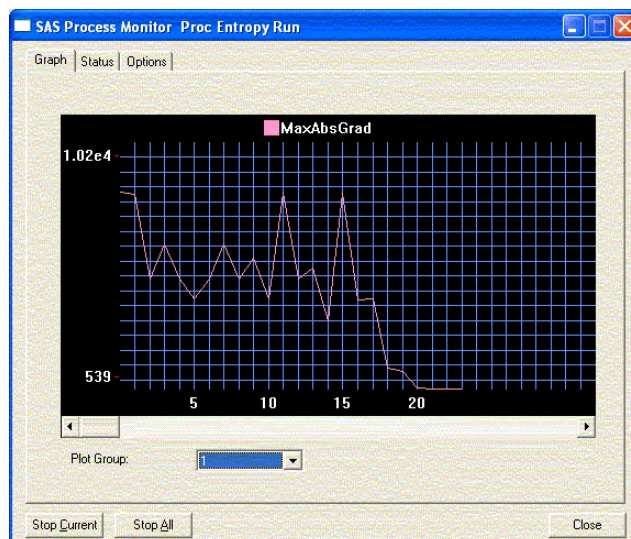 SAS Process Monitor  Proc Entropy Run
Graph Status Options
MaxAbsGrad
1.02e4
539
5 10 15 20
Plot Group: 1
Stop Current Stop All Close